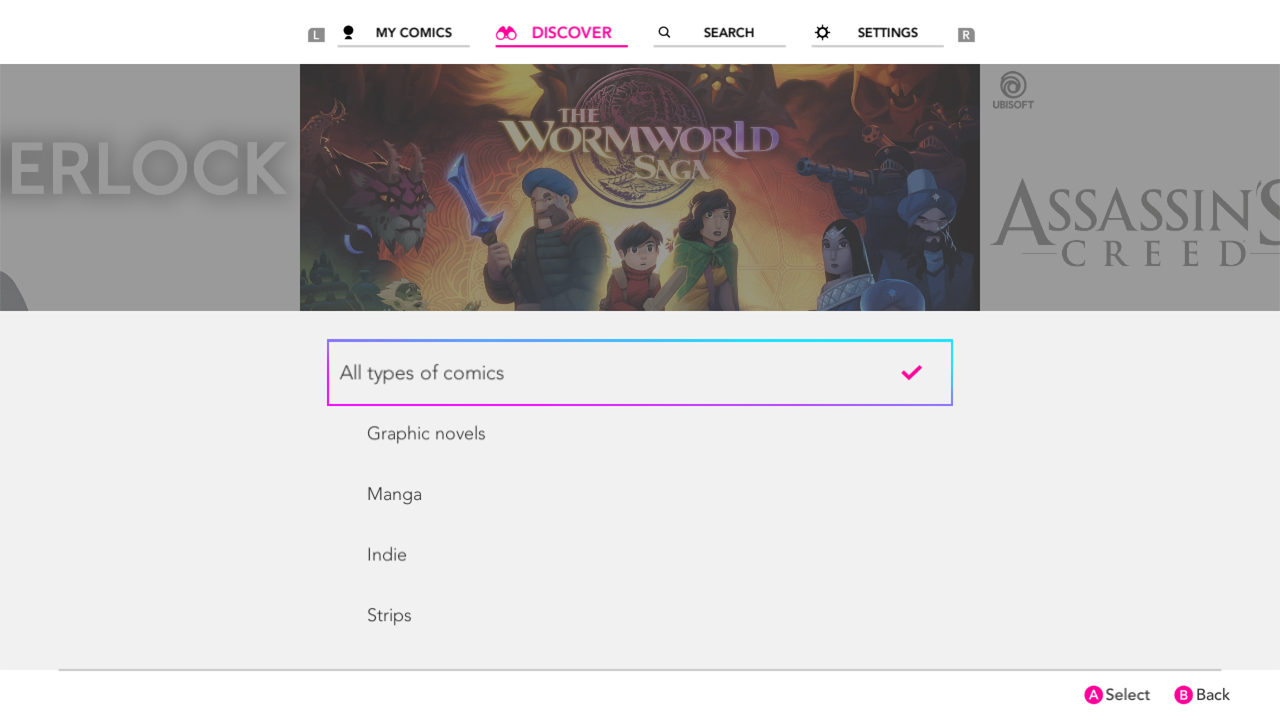 L MY COMICS DISCOVER SEARCH SETTINGS R
ERLOCK
THE
WORMWORLD
SAGA
UBISOFT
ASSASSIN'S
CREED
All types of comics
Graphic novels
Manga
Indie
Strips
A Select B Back